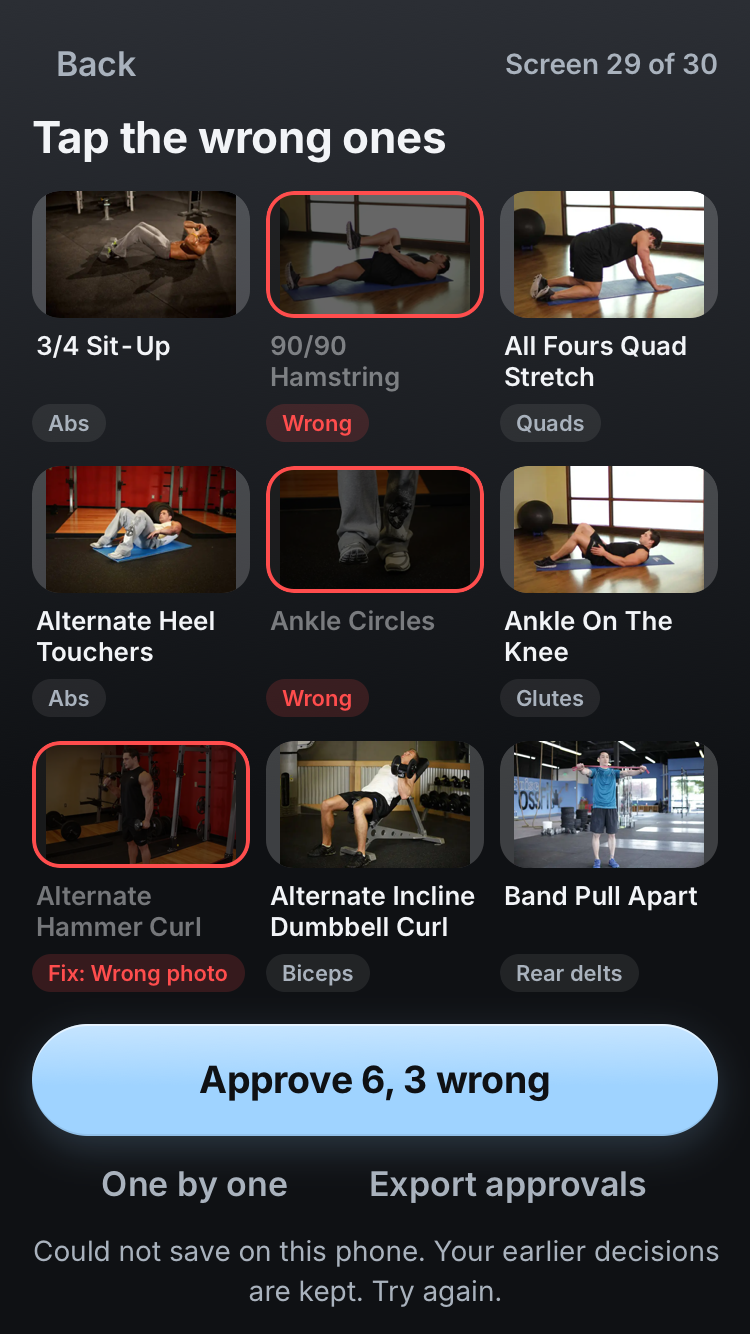 Back
Screen 29 of 30
Tap the wrong ones
3/4 Sit-Up
Abs
90/90
Hamstring
Wrong
All Fours Quad
Stretch
Quads
Alternate Heel
Touchers
Abs
Ankle Circles
Wrong
Ankle On The
Knee
Glutes
Alternate
Hammer Curl
Fix: Wrong photo
Alternate Incline
Dumbbell Curl
Biceps
Band Pull Apart
Rear delts
Approve 6, 3 wrong
One by one
Export approvals
Could not save on this phone. Your earlier decisions
are kept. Try again.